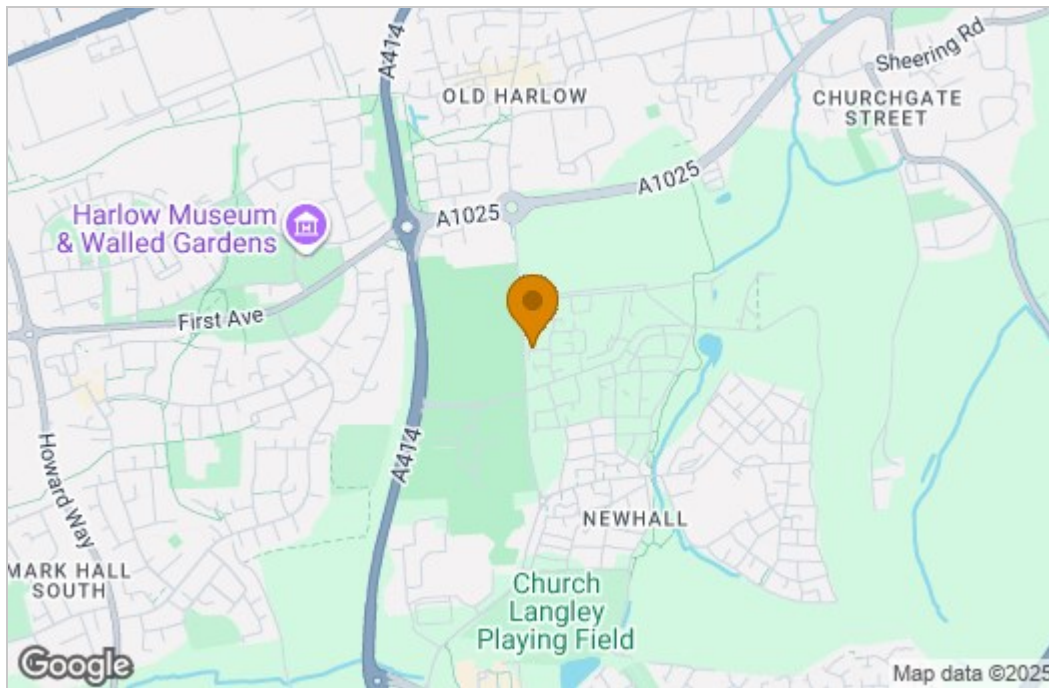 A414
OLD HARLOW
Sheering Rd
CHURCHGATE
STREET
A1025
A1025
Harlow Museum
& Walled Gardens
First Ave
Howard Way
A414
NEWHALL
MARK HALL
SOUTH
Church
Langley
Playing Field
Google
Map data ©2025